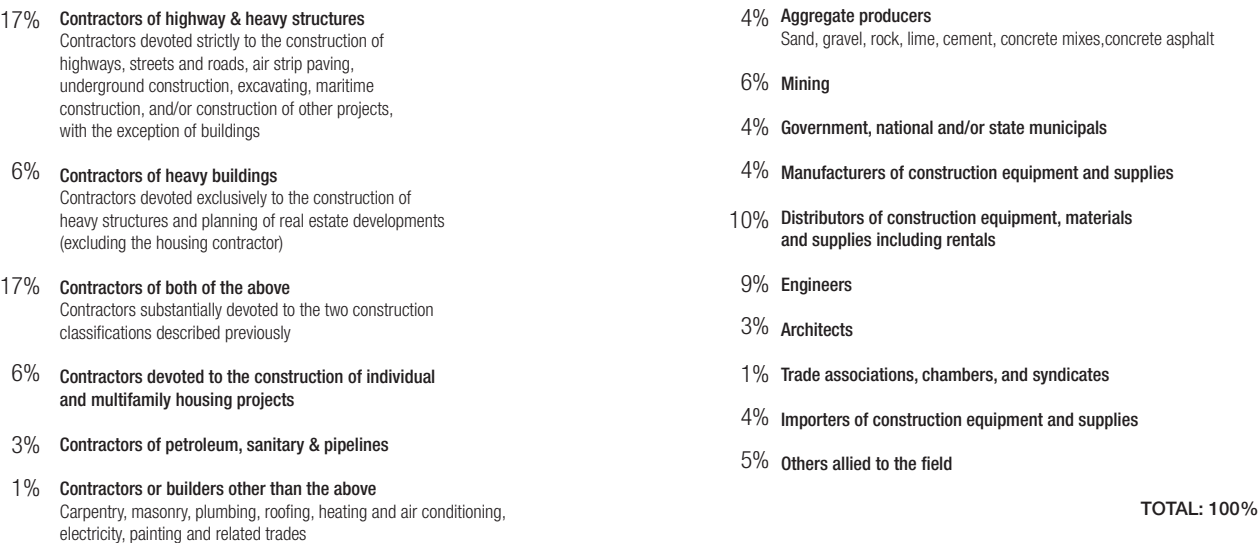 17% Contractors of highway & heavy structures
Contractors devoted strictly to the construction of
highways, streets and roads, air strip paving,
underground construction, excavating, maritime
construction, and/or construction of other projects,
with the exception of buildings
6% Contractors of heavy buildings
Contractors devoted exclusively to the construction of
heavy structures and planning of real estate developments
(excluding the housing contractor)
17% Contractors of both of the above
Contractors substantially devoted to the two construction
classifications described previously
6% Contractors devoted to the construction of individual
and multifamily housing projects
3% Contractors of petroleum, sanitary & pipelines
1% Contractors or builders other than the above
Carpentry, masonry, plumbing, roofing, heating and air conditioning,
electricity, painting and related trades
4% Aggregate producers
Sand, gravel, rock, lime, cement, concrete mixes,concrete asphalt
6% Mining
4% Government, national and/or state municipals
4% Manufacturers of construction equipment and supplies
10% Distributors of construction equipment, materials
and supplies including rentals
9% Engineers
3% Architects
1% Trade associations, chambers, and syndicates
4% Importers of construction equipment and supplies
5% Others allied to the field
TOTAL: 100%